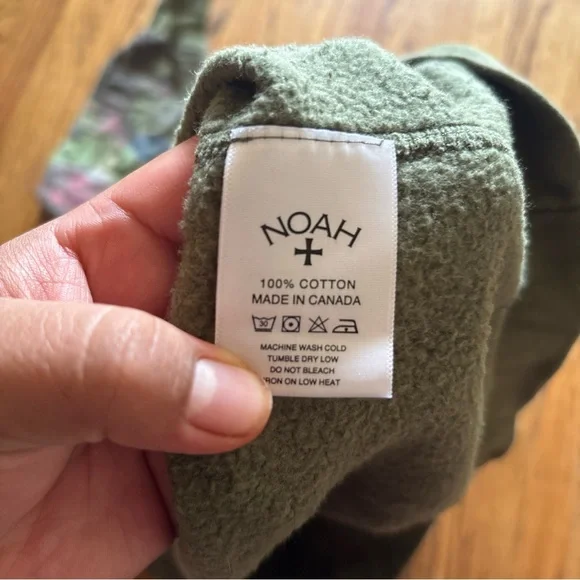 NOAH
100% COTTON
MADE IN CANADA
30
MACHINE WASH COLD
TUMBLE DRY LOW
DO NOT BLEACH
IRON ON LOW HEAT